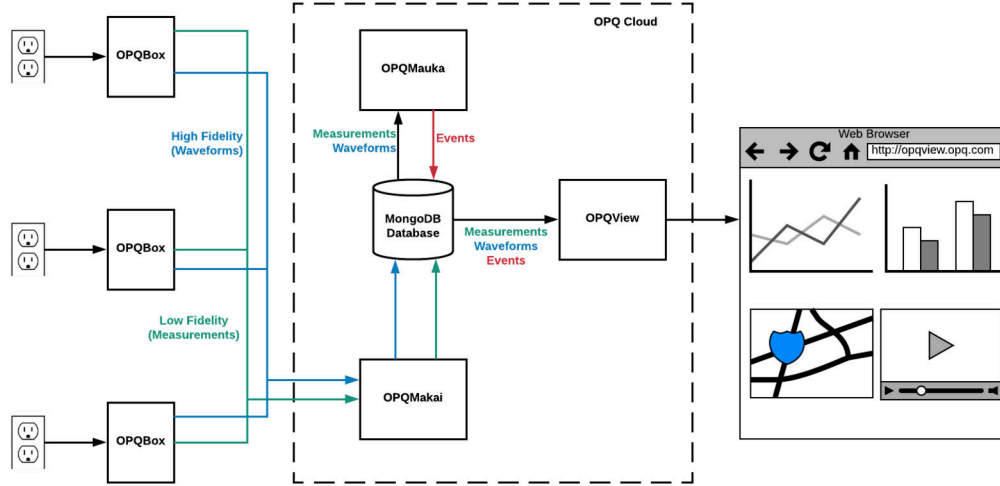 OPQ Cloud
OPQBox
OPQMauka
High Fidelity
(Waveforms)
Measurements
Waveforms
Events
Web Browser
http://opqview.opq.com
OPQBox
MongoDB
Database
OPQView
Measurements
Waveforms
Events
Low Fidelity
(Measurements)
OPQMakai
OPQBox